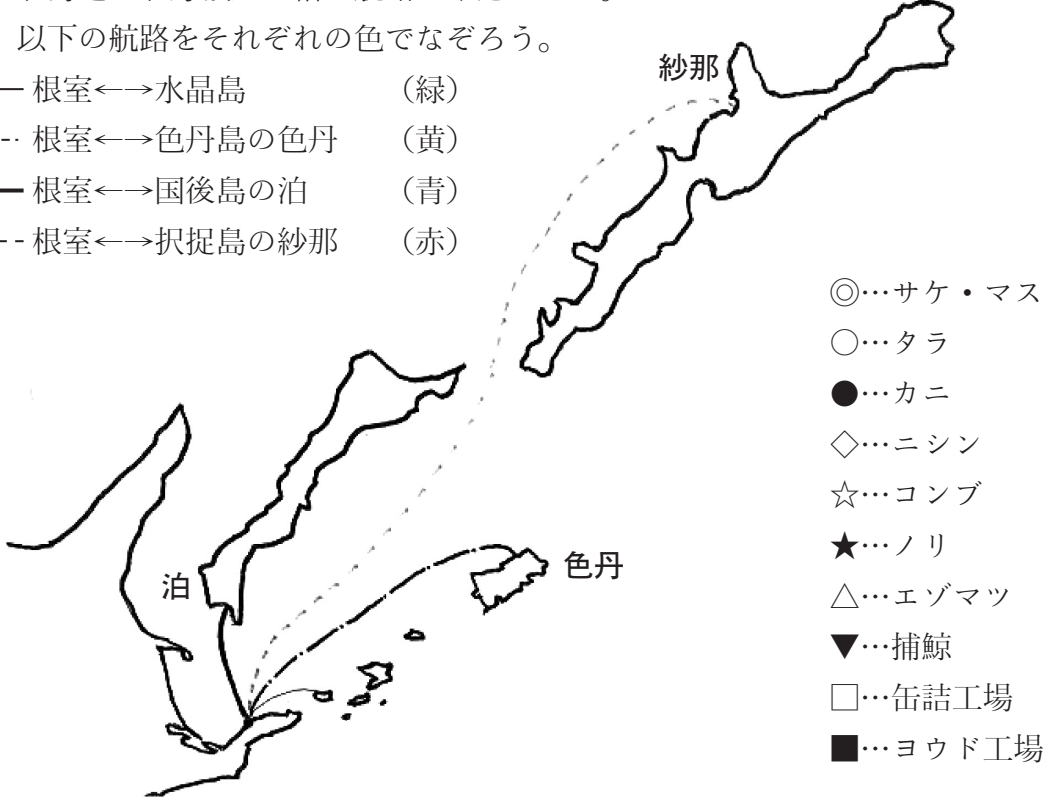 以下の航路をそれぞれの色でなぞろう。
根室←→水晶島 （緑）
根室←→色丹島の色丹 （黄）
根室←→国後島の泊 （青）
根室←→択捉島の紗那 （赤）
紗那
色丹
泊
◎…サケ・マス
○…タラ
●…カニ
◇…ニシン
☆…コンブ
★…ノリ
△…エゾマツ
▼…捕鯨
□…缶詰工場
■…ヨウド工場